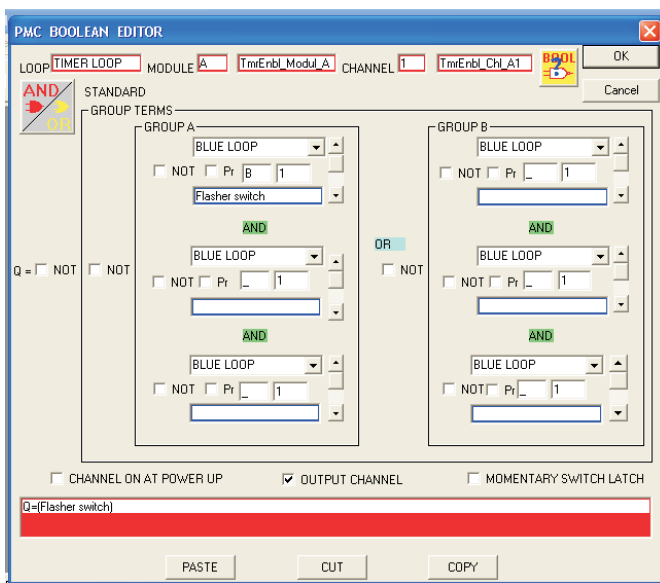 PMC BOOLEAN EDITOR
LOOP TIMER LOOP MODULE A TmrEnbl_Modul_A CHANNEL 1 TmrEnbl_Chl_A1 BOOL ? OK
Cancel
AND
OR
STANDARD
GROUP TERMS
GROUP A GROUP B
BLUE LOOP BLUE LOOP
NOT Pr B 1 NOT Pr _ 1
Flasher switch
AND AND
OR
BLUE LOOP BLUE LOOP
Q = NOT NOT NOT Pr _ 1 NOT NOT Pr _ 1
AND AND
BLUE LOOP BLUE LOOP
NOT Pr _ 1 NOT Pr _ 1
CHANNEL ON AT POWER UP OUTPUT CHANNEL MOMENTARY SWITCH LATCH
Q=(Flasher switch)
PASTE CUT COPY